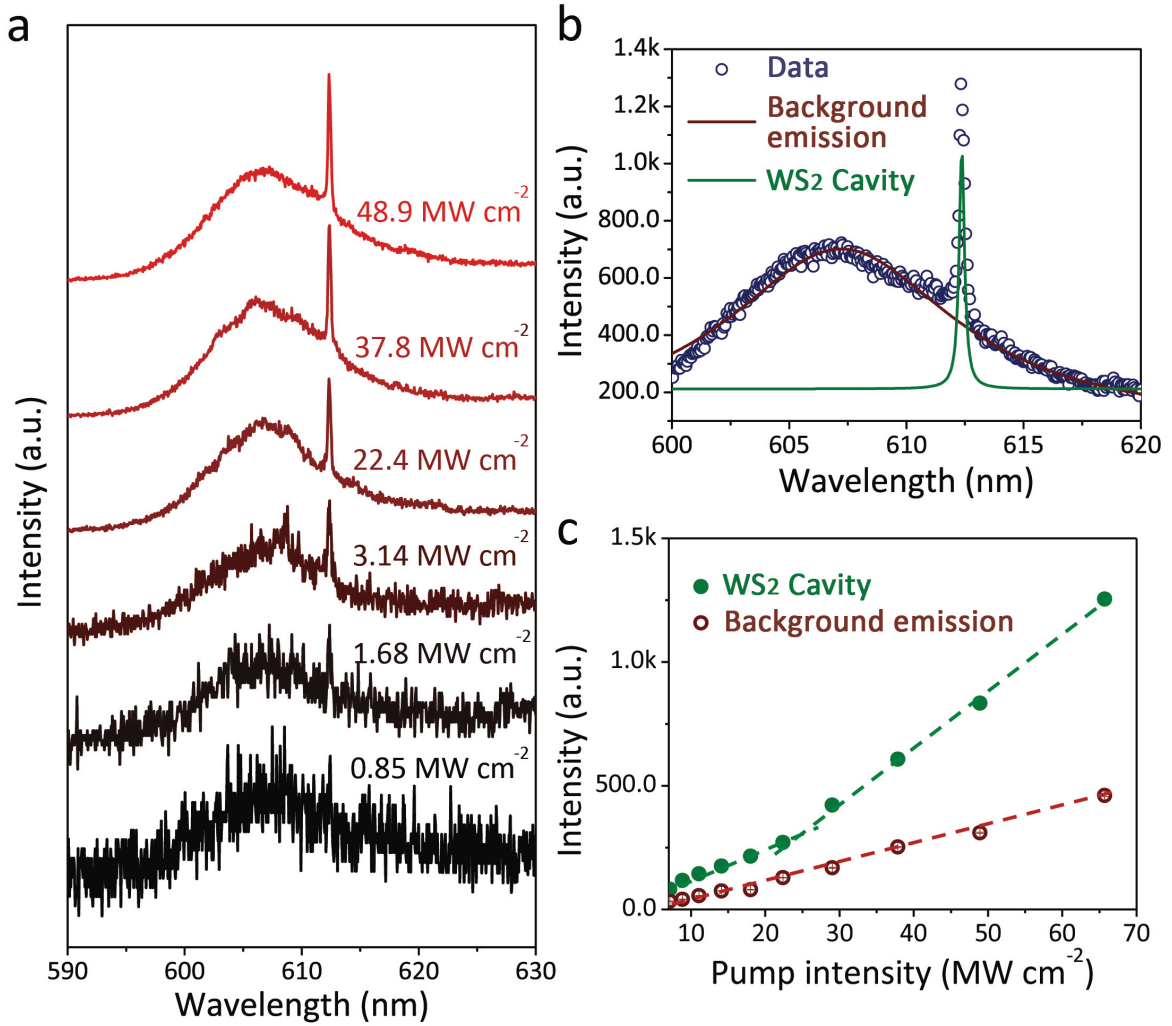 a
Intensity (a.u.)
48.9 MW cm⁻²
37.8 MW cm⁻²
22.4 MW cm⁻²
3.14 MW cm⁻²
1.68 MW cm⁻²
0.85 MW cm⁻²
590 600 610 620 630
Wavelength (nm)
b
Intensity (a.u.)
1.4k
1.2k
1.0k
800.0
600.0
400.0
200.0
Data
Background
emission
WS₂ Cavity
600 605 610 615 620
Wavelength (nm)
c
Intensity (a.u.)
1.5k
1.0k
500.0
0.0
WS₂ Cavity
Background emission
10 20 30 40 50 60 70
Pump intensity (MW cm⁻²)